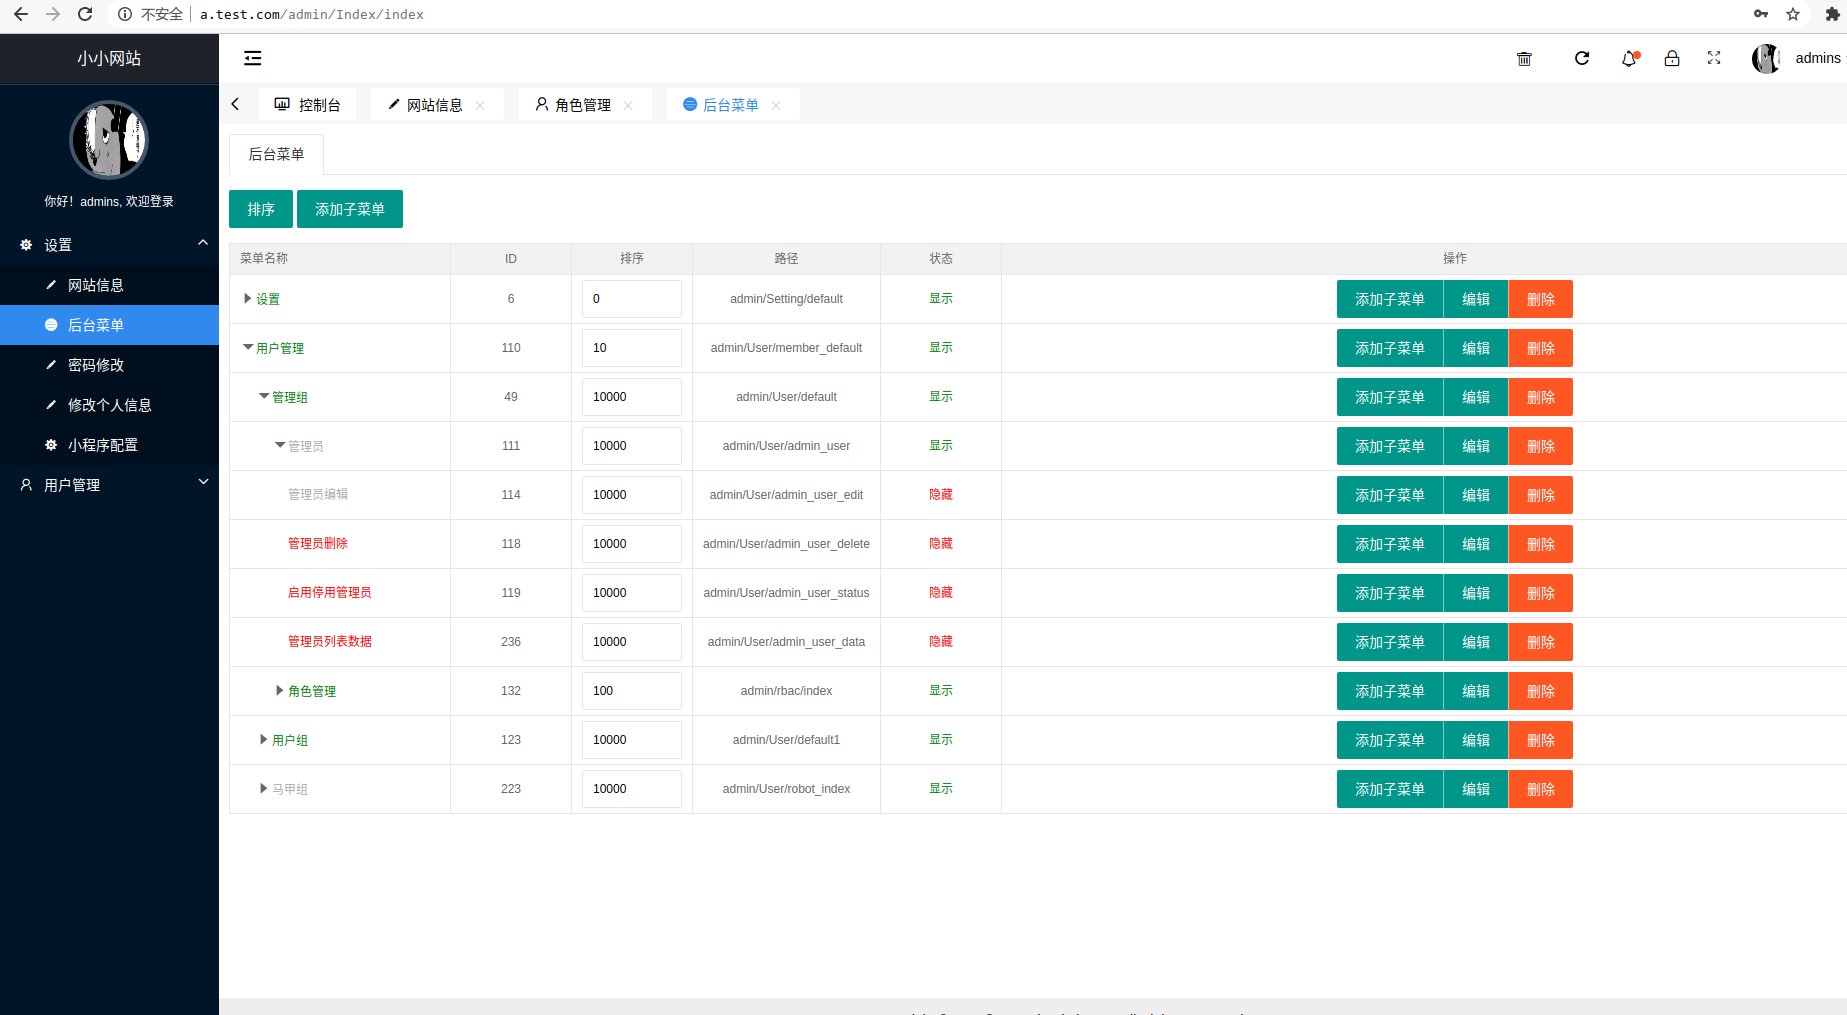 不安全 a.test.com/admin/Index/index
小小网站
admins
控制台 网站信息 角色管理 后台菜单
你好！admins, 欢迎登录
设置
网站信息
后台菜单
密码修改
修改个人信息
小程序配置
用户管理
后台菜单
排序 添加子菜单
菜单名称 ID 排序 路径 状态 操作
设置 6 0 admin/Setting/default 显示 添加子菜单 编辑 删除
用户管理 110 10 admin/User/member_default 显示 添加子菜单 编辑 删除
管理组 49 10000 admin/User/default 显示 添加子菜单 编辑 删除
管理员 111 10000 admin/User/admin_user 显示 添加子菜单 编辑 删除
管理员编辑 114 10000 admin/User/admin_user_edit 隐藏 添加子菜单 编辑 删除
管理员删除 118 10000 admin/User/admin_user_delete 隐藏 添加子菜单 编辑 删除
启用停用管理员 119 10000 admin/User/admin_user_status 隐藏 添加子菜单 编辑 删除
管理员列表数据 236 10000 admin/User/admin_user_data 隐藏 添加子菜单 编辑 删除
角色管理 132 100 admin/rbac/index 显示 添加子菜单 编辑 删除
用户组 123 10000 admin/User/default1 显示 添加子菜单 编辑 删除
马甲组 223 10000 admin/User/robot_index 显示 添加子菜单 编辑 删除